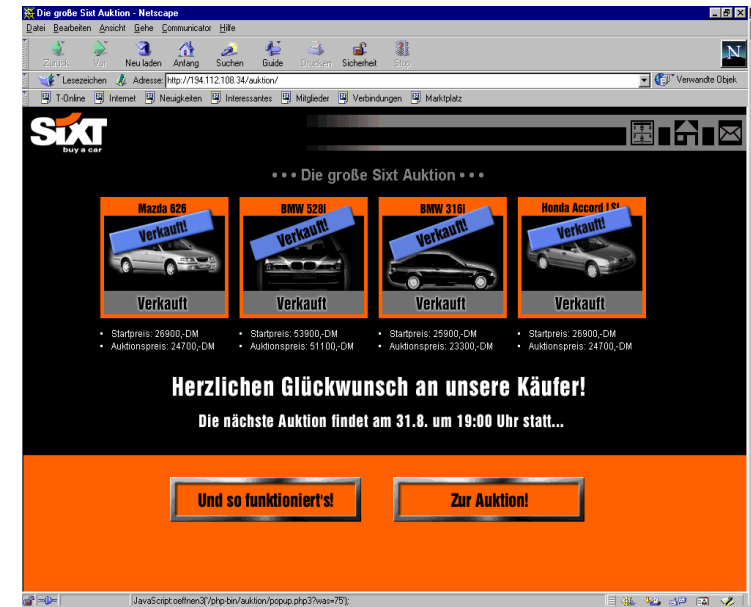 Die große Sixt Auktion - Netscape
Datei Bearbeiten Ansicht Gehe Communicator Hilfe
Zurück Vor Neu laden Anfang Suchen Guide Drucken Sicherheit Stop
N
Lesezeichen Adresse: http://194.112.108.34/auktion/ Verwandte Objek
T-Online Internet Neuigkeiten Interessantes Mitglieder Verbindungen Marktplatz
SIXT
buy a car
• • • Die große Sixt Auktion • • •
Mazda 626 BMW 528i BMW 316i Honda Accord LSI
Verkauft! Verkauft! Verkauft! Verkauft!
Verkauft Verkauft Verkauft Verkauft
• Startpreis: 26900,-DM • Startpreis: 53900,-DM • Startpreis: 25900,-DM • Startpreis: 26900,-DM
• Auktionspreis: 24700,-DM • Auktionspreis: 51100,-DM • Auktionspreis: 23300,-DM • Auktionspreis: 24700,-DM
Herzlichen Glückwunsch an unsere Käufer!
Die nächste Auktion findet am 31.8. um 19:00 Uhr statt...
Und so funktioniert's! Zur Auktion!
JavaScript:oeffnen3('/php-bin/auktion/popup.php3?was=75');